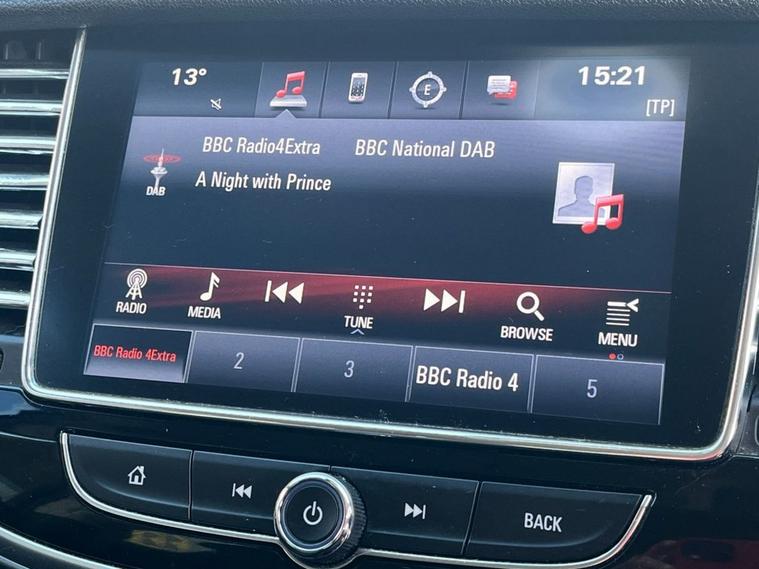 13°
15:21
[TP]
E
BBC Radio4Extra BBC National DAB
DAB
A Night with Prince
RADIO
MEDIA
TUNE
BROWSE
MENU
BBC Radio 4Extra
2
3
BBC Radio 4
5
BACK